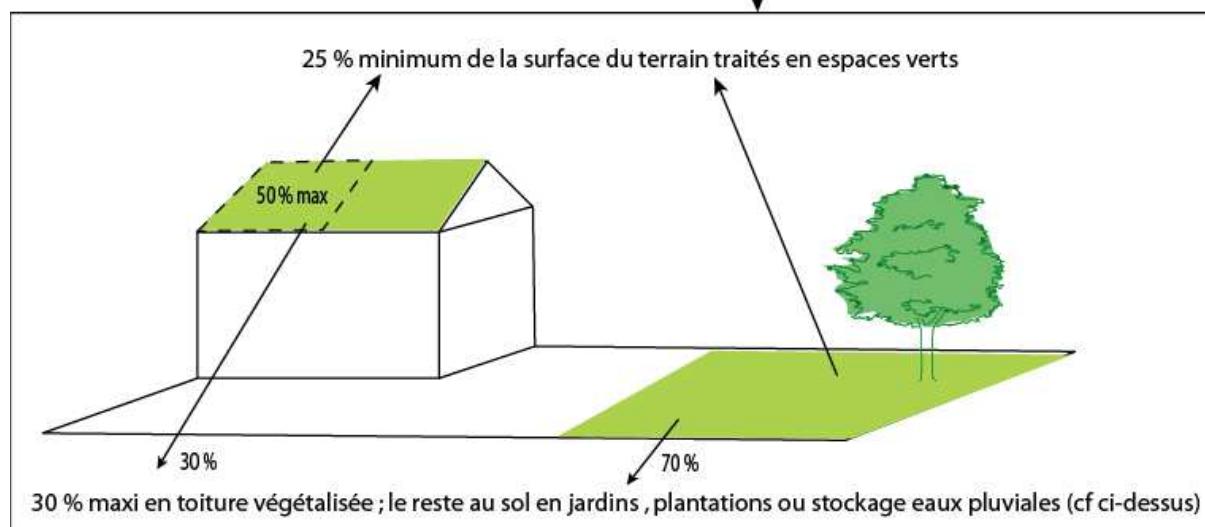 25 % minimum de la surface du terrain traités en espaces verts
50 % max
30 %
70 %
30 % maxi en toiture végétalisée ; le reste au sol en jardins , plantations ou stockage eaux pluviales (cf ci-dessus)